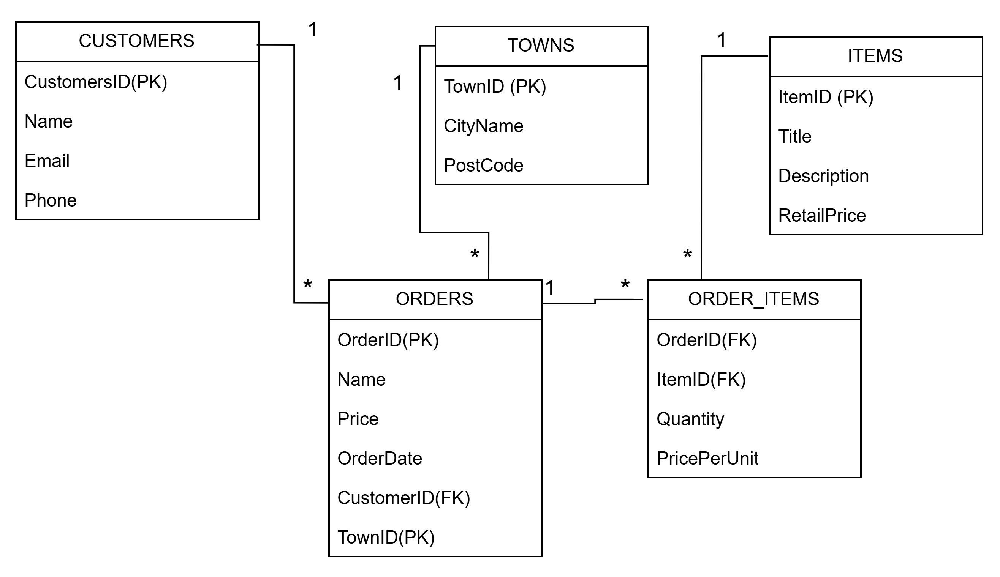 CUSTOMERS
CustomersID(PK)
Name
Email
Phone
1
*
TOWNS
TownID (PK)
CityName
PostCode
1
*
ITEMS
ItemID (PK)
Title
Description
RetailPrice
1
*
ORDERS
OrderID(PK)
Name
Price
OrderDate
CustomerID(FK)
TownID(PK)
1
*
ORDER_ITEMS
OrderID(FK)
ItemID(FK)
Quantity
PricePerUnit